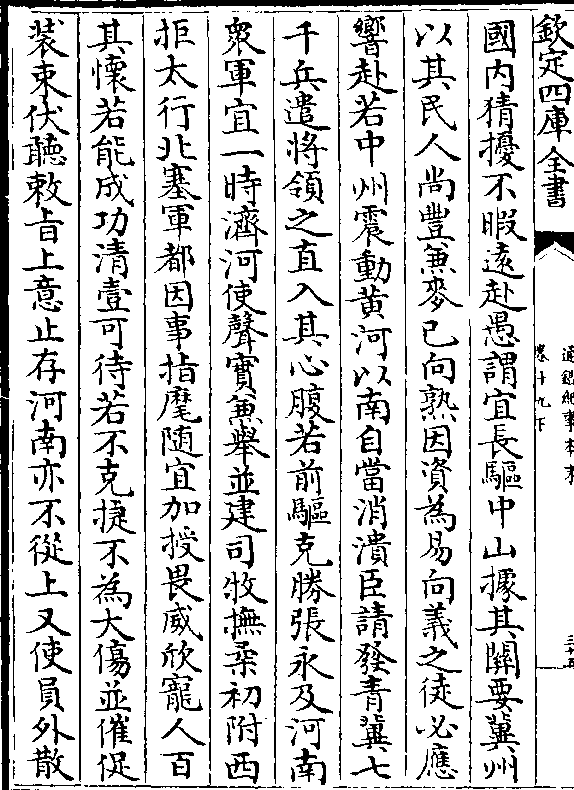 欽定四庫全書
通鑑紀事本末
卷十九下
國内猜擾不暇遠赴愚謂宜長驅中山據其關要冀州
以其民人尚豐兼麥已向熟因資為易向義之徒必應
響赴若中州震動黄河以南自當消潰臣請發青冀七
千兵遣將領之直入其心腹若前驅克勝張永及河南
衆軍宜一時濟河使聲實兼舉並建司牧撫柔初附西
拒太行北塞軍都因事指麾随宜加授畏威欣寵人百
其懷若能成功清壹可待若不克捷不為大傷並催促
装束伏聽敕㫖上意止存河南亦不從上又使員外散